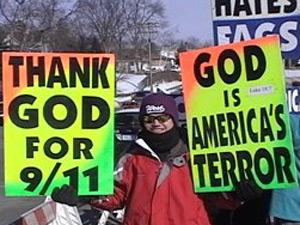 HATES
FAGS
THANK
GOD
FOR
9/11
GOD
IS
AMERICA'S
TERROR